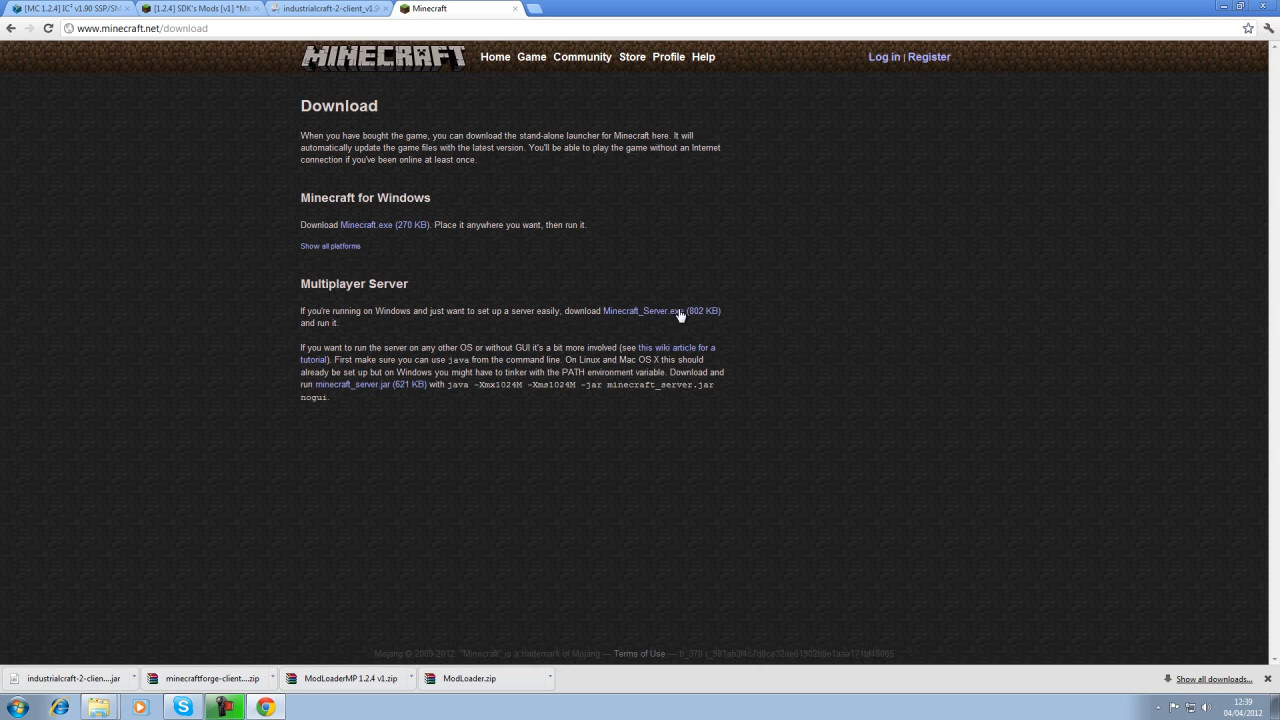 [MC 1.2.4] IC² v1.90 SSP/SM
[1.2.4] SDK's Mods [v1] *Ma
industrialcraft-2-client_v1.9
Minecraft
www.minecraft.net/download
MINECRAFT
Home Game Community Store Profile Help
Log in | Register
Download
When you have bought the game, you can download the stand-alone launcher for Minecraft here. It will
automatically update the game files with the latest version. You'll be able to play the game without an Internet
connection if you've been online at least once.
Minecraft for Windows
Download Minecraft.exe (270 KB). Place it anywhere you want, then run it.
Show all platforms
Multiplayer Server
If you're running on Windows and just want to set up a server easily, download Minecraft_Server.exe (802 KB)
and run it.
If you want to run the server on any other OS or without GUI it's a bit more involved (see this wiki article for a
tutorial). First make sure you can use java from the command line. On Linux and Mac OS X this should
already be set up but on Windows you might have to tinker with the PATH environment variable. Download and
run minecraft_server.jar (621 KB) with java -Xmx1024M -Xms1024M -jar minecraft_server.jar
nogui.
Mojang © 2009-2012. "Minecraft" is a trademark of Mojang — Terms of Use —
industrial-craft-2-clien....jar
minecraftforge-client....zip
ModLoaderMP 1.2.4 v1.zip
ModLoader.zip
Show all downloads...
12:39
04/04/2012